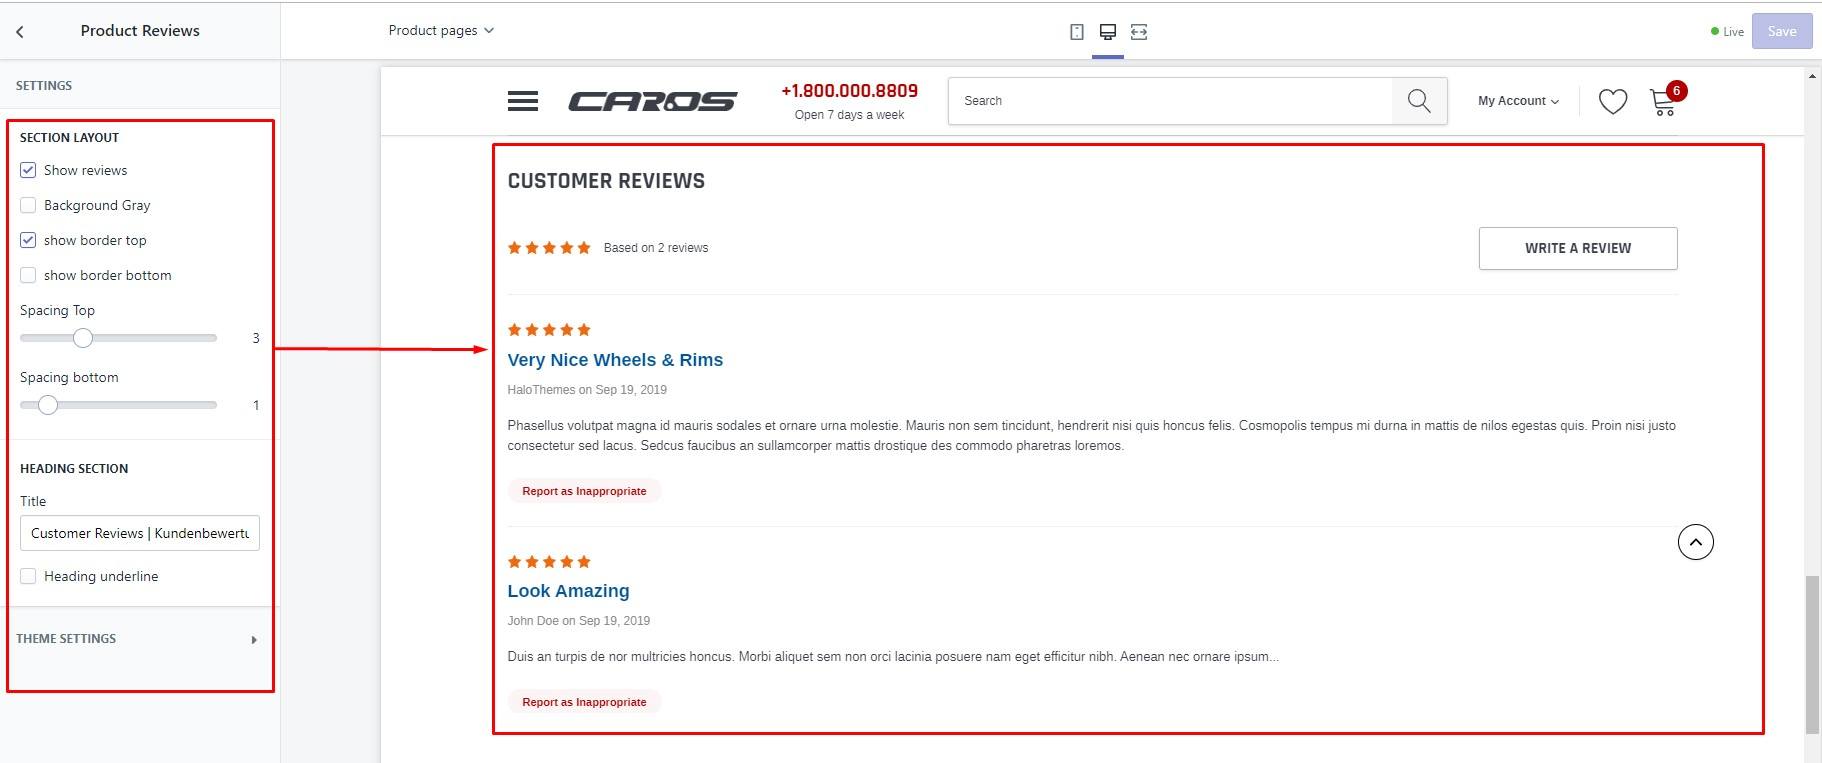 Product Reviews
Product pages
Live
Save
SETTINGS
SECTION LAYOUT
Show reviews
Background Gray
show border top
show border bottom
Spacing Top
3
Spacing bottom
1
HEADING SECTION
Title
Customer Reviews | Kundenbewertu
Heading underline
THEME SETTINGS
CAROS
+1.800.000.8809
Open 7 days a week
Search
My Account
6
CUSTOMER REVIEWS
Based on 2 reviews
WRITE A REVIEW
Very Nice Wheels & Rims
HaloThemes on Sep 19, 2019
Phasellus volutpat magna id mauris sodales et ornare urna molestie. Mauris non sem tincidunt, hendrerit nisi quis honcus felis. Cosmopolis tempus mi durna in mattis de nilos egestas quis. Proin nisi justo
consectetur sed lacus. Sedcus faucibus an sullamcorper mattis drostique des commodo pharetras loremos.
Report as Inappropriate
Look Amazing
John Doe on Sep 19, 2019
Duis an turpis de nor multricies honcus. Morbi aliquet sem non orci lacinia posuere nam eget efficitur nibh. Aenean nec ornare ipsum...
Report as Inappropriate